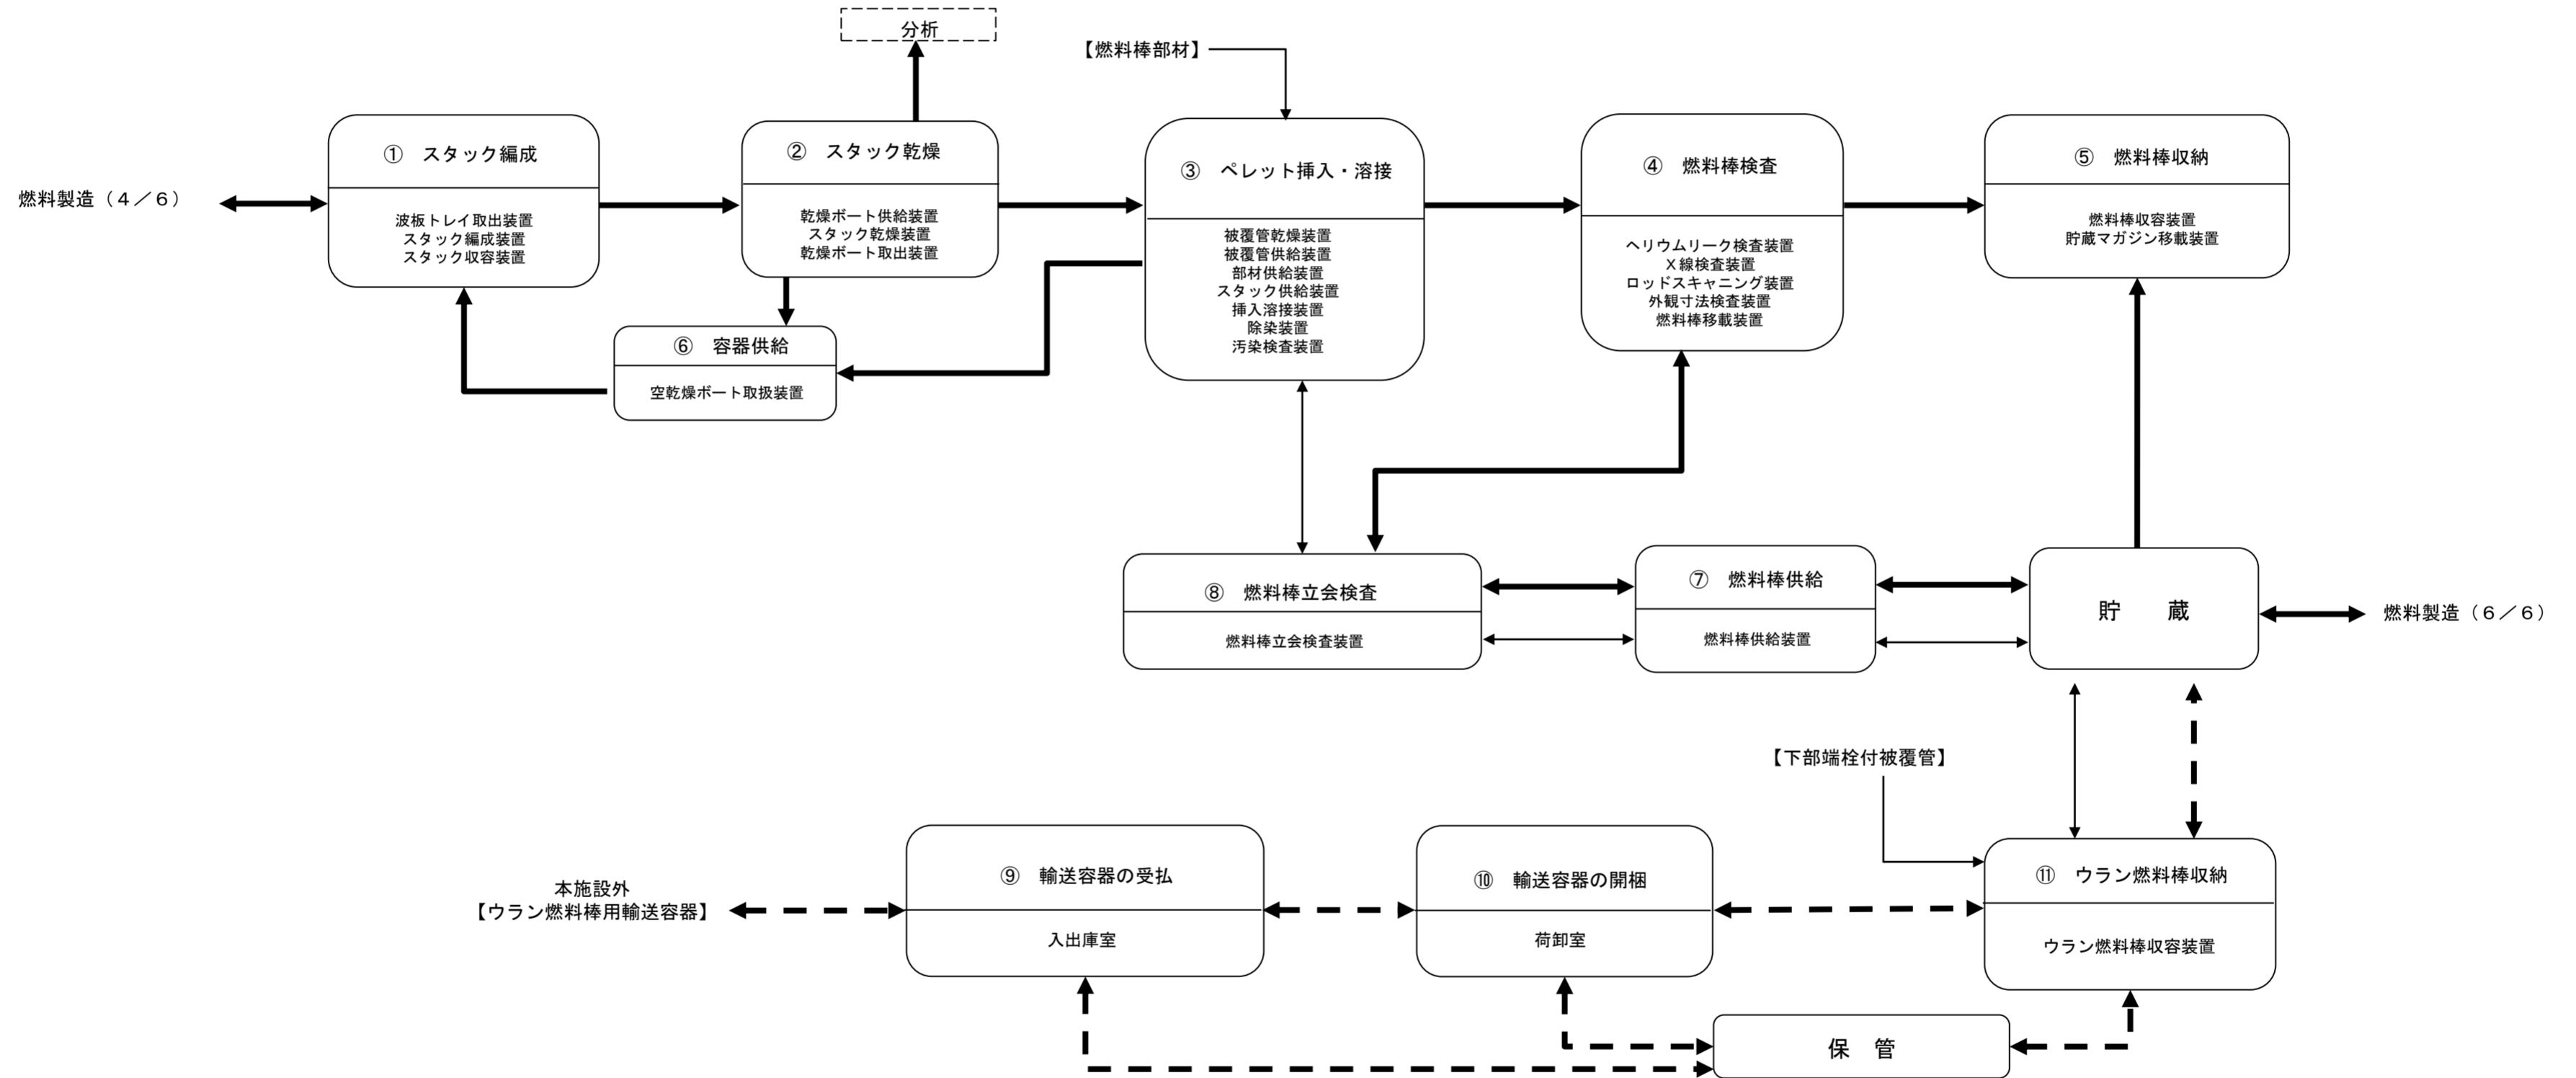 分析
【燃料棒部材】
① スタック編成
波板トレイ取出装置
スタック編成装置
スタック収容装置
② スタック乾燥
乾燥ボート供給装置
スタック乾燥装置
乾燥ボート取出装置
③ ペレット挿入・溶接
被覆管乾燥装置
被覆管供給装置
部材供給装置
スタック供給装置
挿入溶接装置
除染装置
汚染検査装置
④ 燃料棒検査
ヘリウムリーク検査装置
X線検査装置
ロッドスキャニング装置
外観寸法検査装置
燃料棒移載装置
⑤ 燃料棒収納
燃料棒収容装置
貯蔵マガジン移載装置
燃料製造（4／6）
⑥ 容器供給
空乾燥ボート取扱装置
⑧ 燃料棒立会検査
燃料棒立会検査装置
⑦ 燃料棒供給
燃料棒供給装置
貯　蔵
燃料製造（6／6）
【下部端栓付被覆管】
本施設外
【ウラン燃料棒用輸送容器】
⑨ 輸送容器の受払
入出庫室
⑩ 輸送容器の開梱
荷卸室
⑪ ウラン燃料棒収納
ウラン燃料棒収容装置
保　管